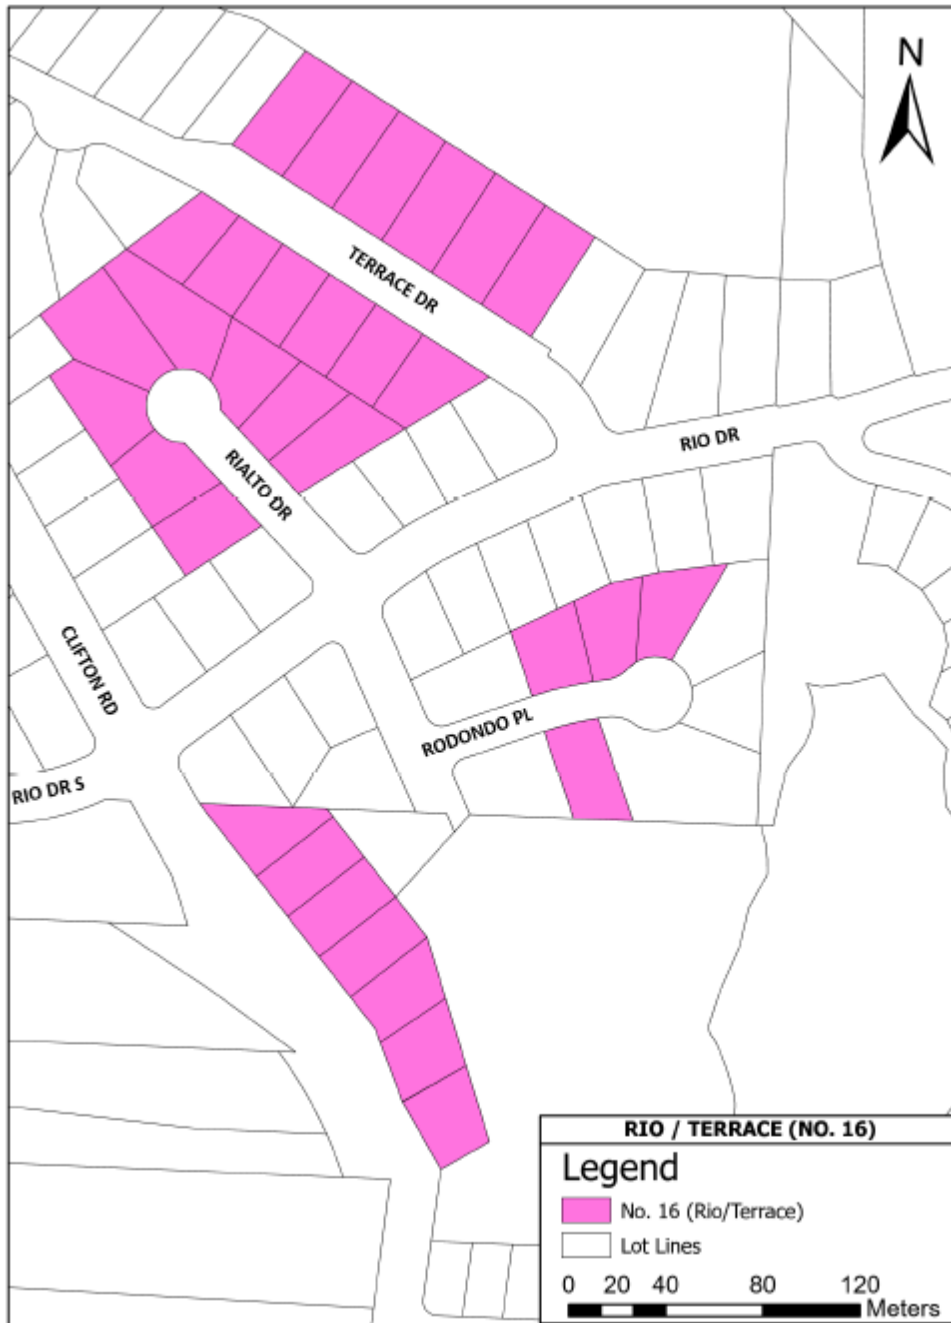 N
TERRACE DR
RIO DR
RIALTO DR
CLIFTON RD
RODONDO PL
RIO DR S
RIO / TERRACE (NO. 16)
Legend
No. 16 (Rio/Terrace)
Lot Lines
0 20 40 80 120
Meters